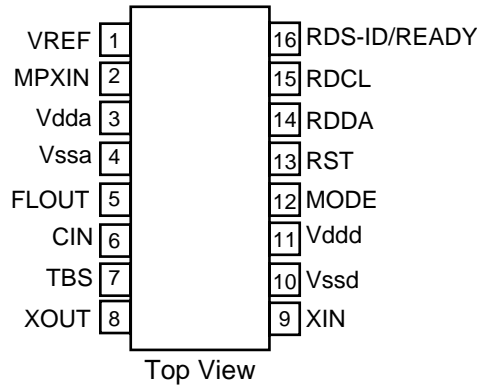 VREF 1 16 RDS-ID/READY
MPXIN 2 15 RDCL
Vdda 3 14 RDDA
Vssa 4 13 RST
FLOUT 5 12 MODE
CIN 6 11 Vddd
TBS 7 10 Vssd
XOUT 8 9 XIN
Top View